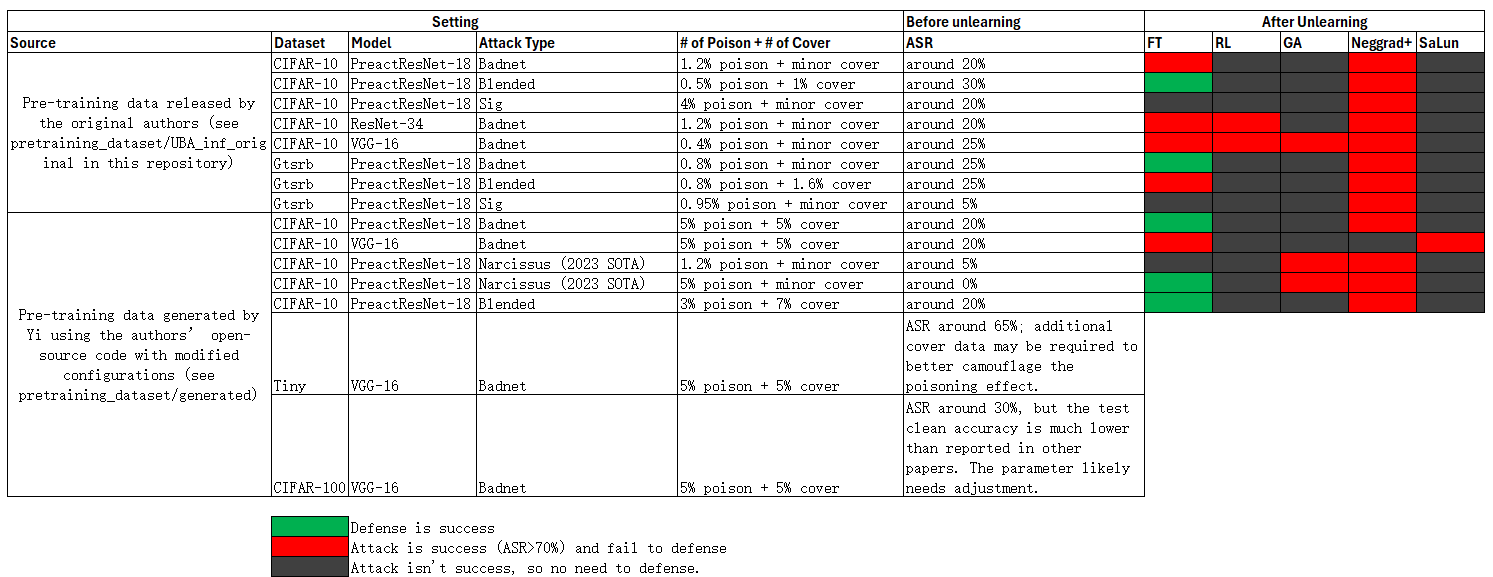 Setting Before unlearning After Unlearning
Source Dataset Model Attack Type # of Poison + # of Cover ASR FT RL GA Neggrad+ SaLun
Pre-training data released by
the original authors (see
pretraining_dataset/UBA_inf_orig
inal in this repository)
CIFAR-10 PreactResNet-18 Badnet 1.2% poison + minor cover around 20%
CIFAR-10 PreactResNet-18 Blended 0.5% poison + 1% cover around 30%
CIFAR-10 PreactResNet-18 Sig 4% poison + minor cover around 20%
CIFAR-10 ResNet-34 Badnet 1.2% poison + minor cover around 20%
CIFAR-10 VGG-16 Badnet 0.4% poison + minor cover around 25%
Gtsrb PreactResNet-18 Badnet 0.8% poison + minor cover around 25%
Gtsrb PreactResNet-18 Blended 0.8% poison + 1.6% cover around 25%
Gtsrb PreactResNet-18 Sig 0.95% poison + minor cover around 5%
Pre-training data generated by
Yi using the authors' open-
source code with modified
configurations (see
pretraining_dataset/generated)
CIFAR-10 PreactResNet-18 Badnet 5% poison + 5% cover around 20%
CIFAR-10 VGG-16 Badnet 5% poison + 5% cover around 20%
CIFAR-10 PreactResNet-18 Narcissus (2023 SOTA) 1.2% poison + minor cover around 5%
CIFAR-10 PreactResNet-18 Narcissus (2023 SOTA) 5% poison + minor cover around 0%
CIFAR-10 PreactResNet-18 Blended 3% poison + 7% cover around 20%
Tiny VGG-16 Badnet 5% poison + 5% cover
ASR around 65%; additional
cover data may be required to
better camouflage the
poisoning effect.
CIFAR-100 VGG-16 Badnet 5% poison + 5% cover
ASR around 30%, but the test
clean accuracy is much lower
than reported in other
papers. The parameter likely
needs adjustment.
Defense is success
Attack is success (ASR>70%) and fail to defense
Attack isn't success, so no need to defense.